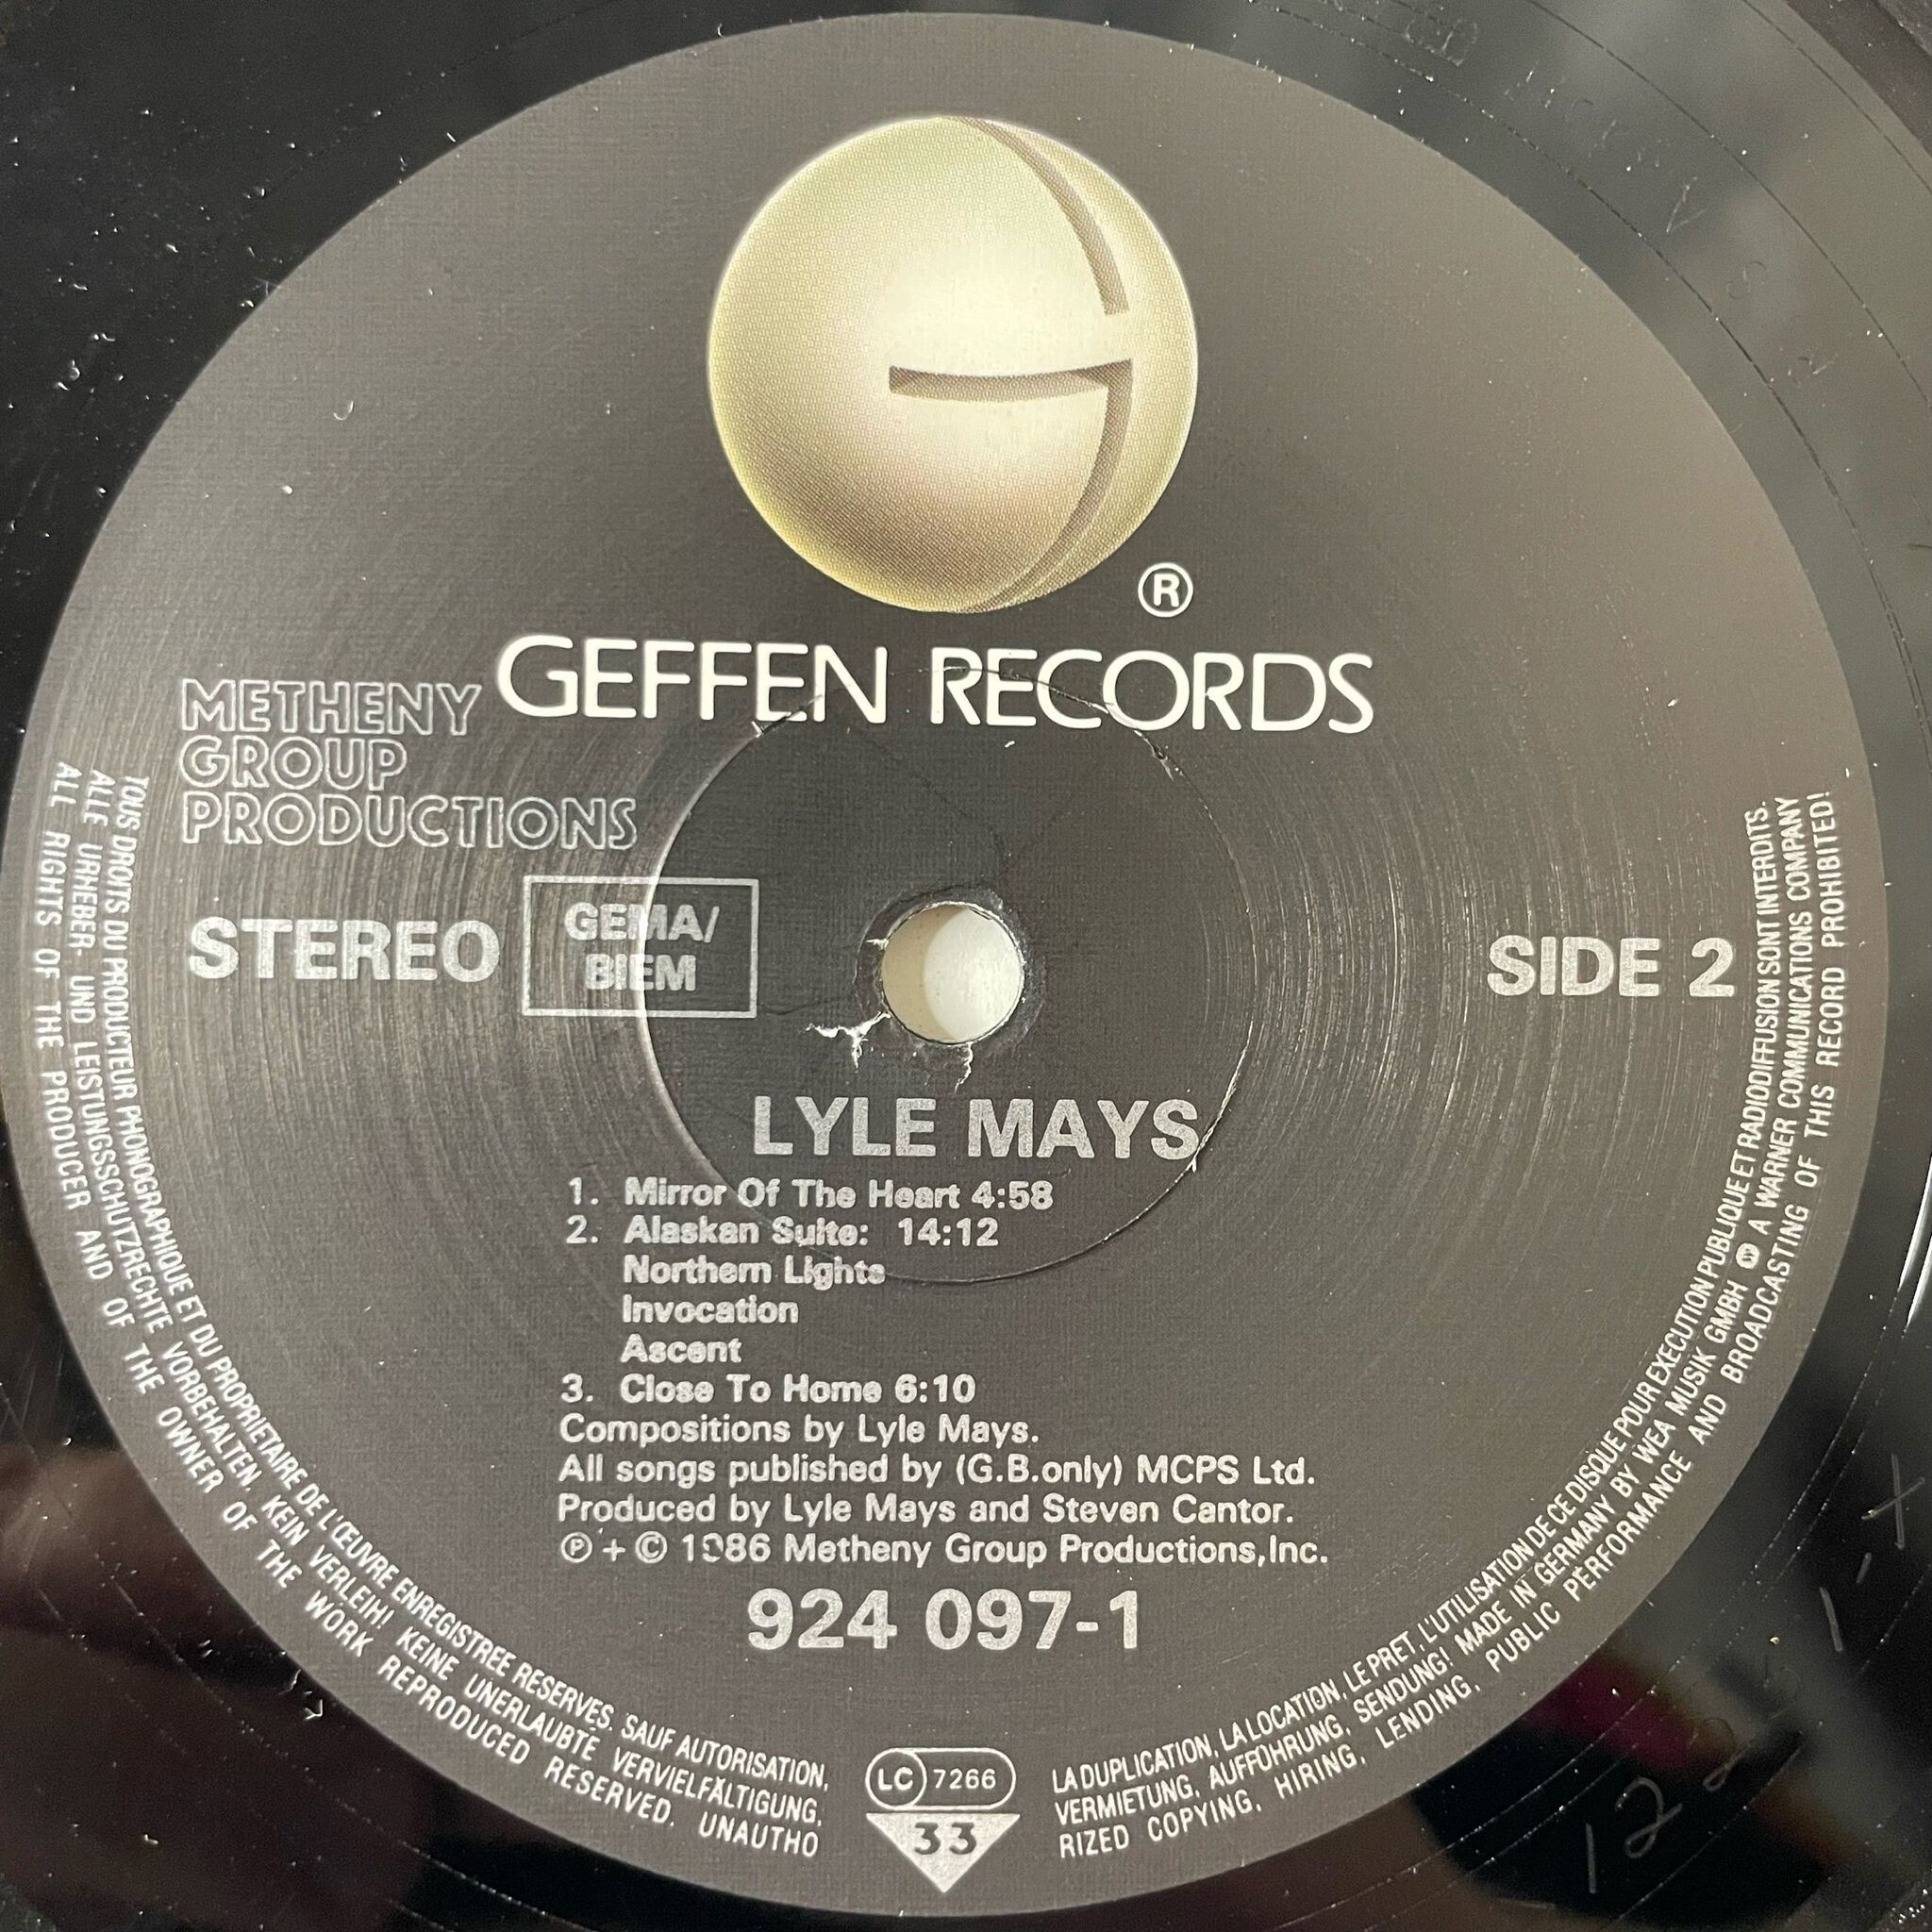 ®
GEFFEN RECORDS
METHENY
GROUP
PRODUCTIONS
STEREO
GEMA/
BIEM
SIDE 2
LYLE MAYS
1. Mirror Of The Heart 4:58
2. Alaskan Suite: 14:12
Northern Lights
Invocation
Ascent
3. Close To Home 6:10
Compositions by Lyle Mays.
All songs published by (G.B.only) MCPS Ltd.
Produced by Lyle Mays and Steven Cantor.
℗ + © 1986 Metheny Group Productions,Inc.
924 097-1
LC 7266
33
TOUS DROITS DU PRODUCTEUR PHONOGRAPHIQUE ET DU PROPRIETAIRE DE L'ŒUVRE ENREGISTREE RESERVES. SAUF AUTORISATION, LA DUPLICATION, LA LOCATION, LE PRET, L'UTILISATION DE CE DISQUE POUR EXECUTION PUBLIQUE ET RADIODIFFUSION SONT INTERDITS.
ALLE URHEBER- UND LEISTUNGSSCHUTZRECHTE VORBEHALTEN. KEIN VERLEIH! KEINE UNERLAUBTE VERVIELFÄLTIGUNG, VERMIETUNG, AUFFÜHRUNG, SENDUNG! MADE IN GERMANY BY WEA MUSIK GMBH A WARNER COMMUNICATIONS COMPANY
ALL RIGHTS OF THE PRODUCER AND OF THE OWNER OF THE WORK REPRODUCED RESERVED. UNAUTHORIZED COPYING, HIRING, LENDING, PUBLIC PERFORMANCE AND BROADCASTING OF THIS RECORD PROHIBITED!